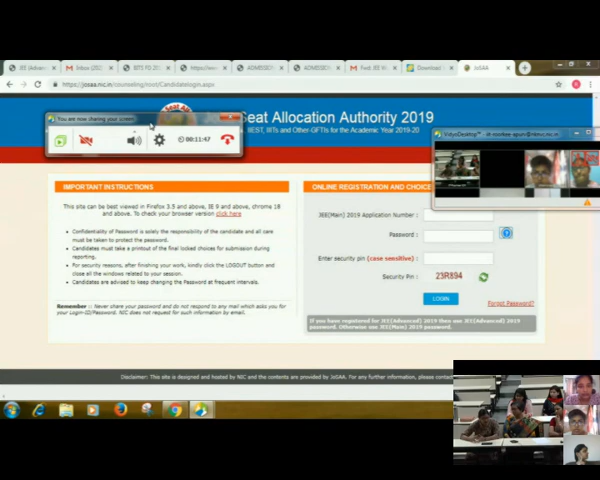 JEE (Advan
Inbox (202
BITS PD 20
https://ww
ADMISSION
ADMISSION
Fwd: JEE M
Download
JoSAA
https://josaa.nic.in/counseling/root/Candidatelogin.aspx
You are now sharing your screen
Seat Allocation Authority 2019
IIEST, IIITs and Other-GFTIs for the Academic Year 2019-20
00:11:47
VidyoDesktop™
IMPORTANT INSTRUCTIONS
This site can be best viewed in Firefox 3.5 and above, IE 9 and above, chrome 18
and above. To check your browser version click here
Confidentiality of Password is solely the responsibility of the candidate and all care
must be taken to protect the password.
Candidates must take a printout of the final locked choices for submission during
reporting.
For security reasons, after finishing your work, kindly click the LOGOUT button and
close all the windows related to your session.
Candidates are advised to keep changing the Password at frequent intervals.
Remember :: Never share your password and do not respond to any mail which asks you for
your Login-ID/Password. NIC does not request for such information by email.
ONLINE REGISTRATION AND CHOICE
JEE(Main) 2019 Application Number :
Password :
Enter security pin (case sensitive) :
Security Pin :
23R894
LOGIN
Forgot Password?
If you have registered for JEE(Advanced) 2019 then use JEE(Advanced) 2019
password. Otherwise use JEE(Main) 2019 password.
Disclaimer: This site is designed and hosted by NIC and the contents are provided by JoSAA. For any further information, please contac